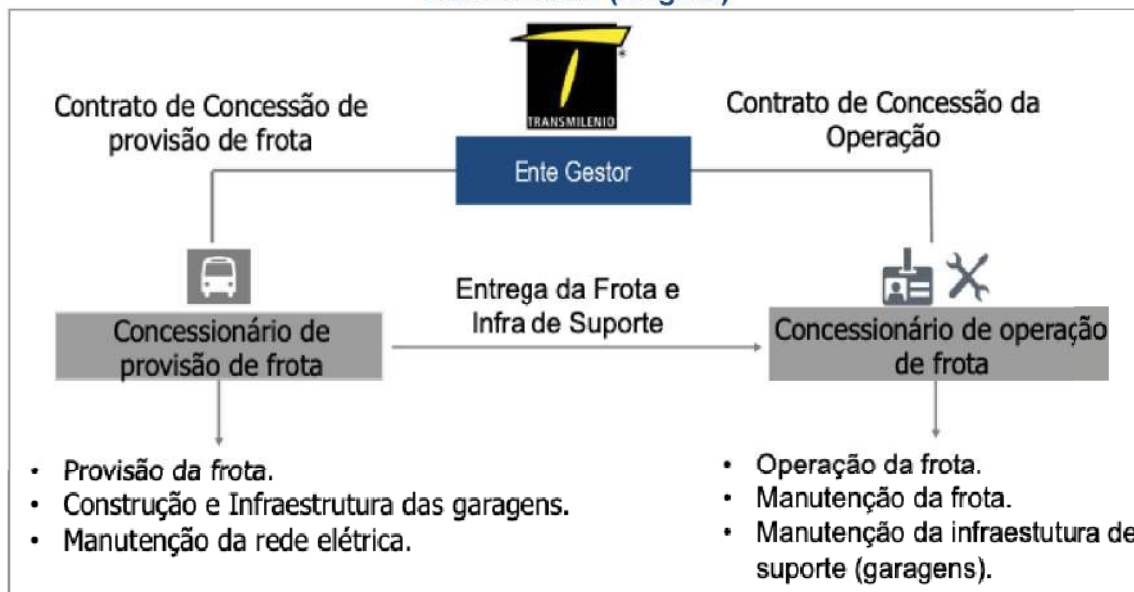 TRANSMILENIO
Contrato de Concessão de
provisão de frota
Contrato de Concessão da
Operação
Ente Gestor
Entrega da Frota e
Infra de Suporte
Concessionário de
provisão de frota
Concessionário de operação
de frota
• Provisão da frota.
• Construção e Infraestrutura das garagens.
• Manutenção da rede elétrica.
• Operação da frota.
• Manutenção da frota.
• Manutenção da infraestutura de
suporte (garagens).